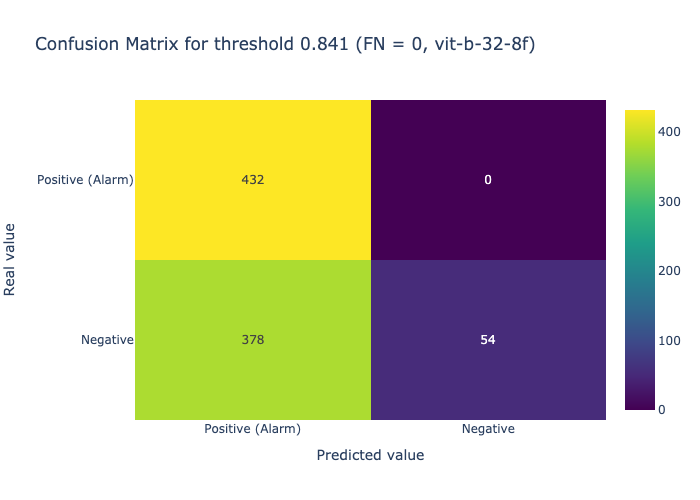 Confusion Matrix for threshold 0.841 (FN = 0, vit-b-32-8f)
Positive (Alarm)
432
0
Negative
378
54
Positive (Alarm)
Negative
Predicted value
Real value
400
300
200
100
0